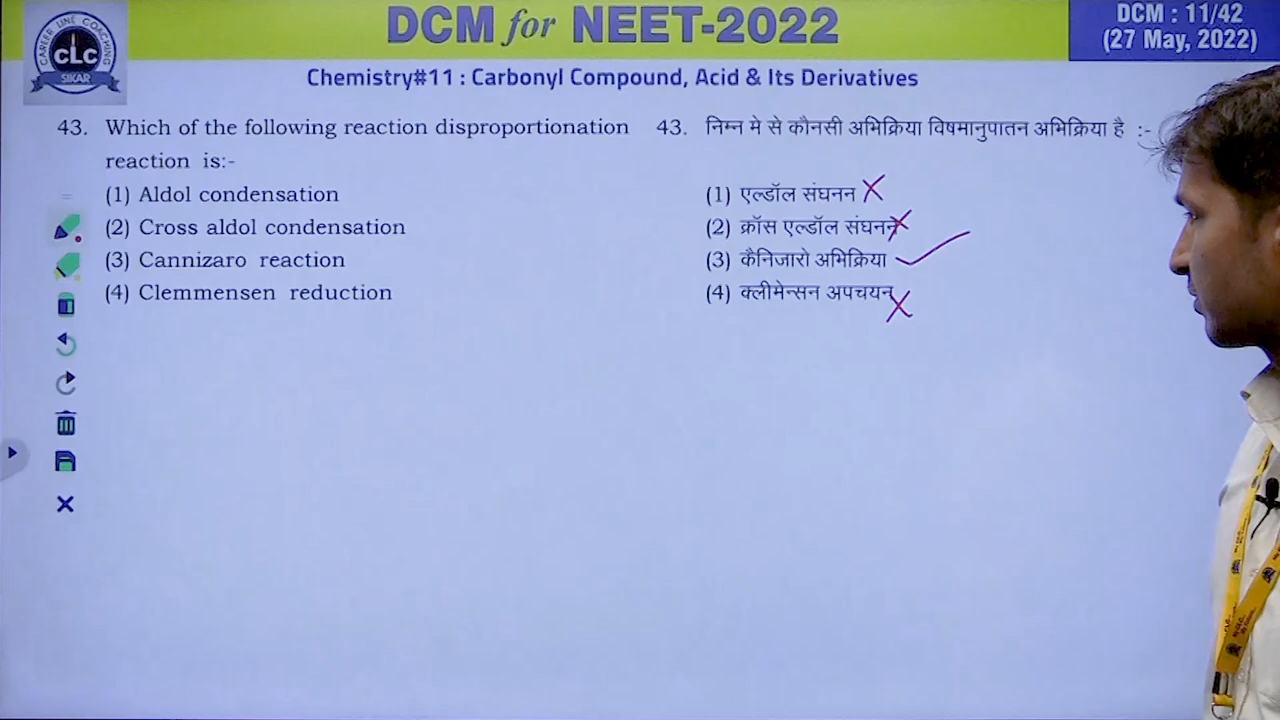 DCM for NEET-2022
DCM : 11/42
(27 May, 2022)
CAREER LINE COACHING
CLC
SIKAR
Chemistry#11 : Carbonyl Compound, Acid & Its Derivatives
43. Which of the following reaction disproportionation
reaction is:-
(1) Aldol condensation
(2) Cross aldol condensation
(3) Cannizaro reaction
(4) Clemmensen reduction
43. निम्न मे से कौनसी अभिक्रिया विषमानुपातन अभिक्रिया है :-
(1) एल्डॉल संघनन
(2) क्रॉस एल्डॉल संघनन
(3) कैनिजारो अभिक्रिया
(4) क्लीमेन्सन अपचयन